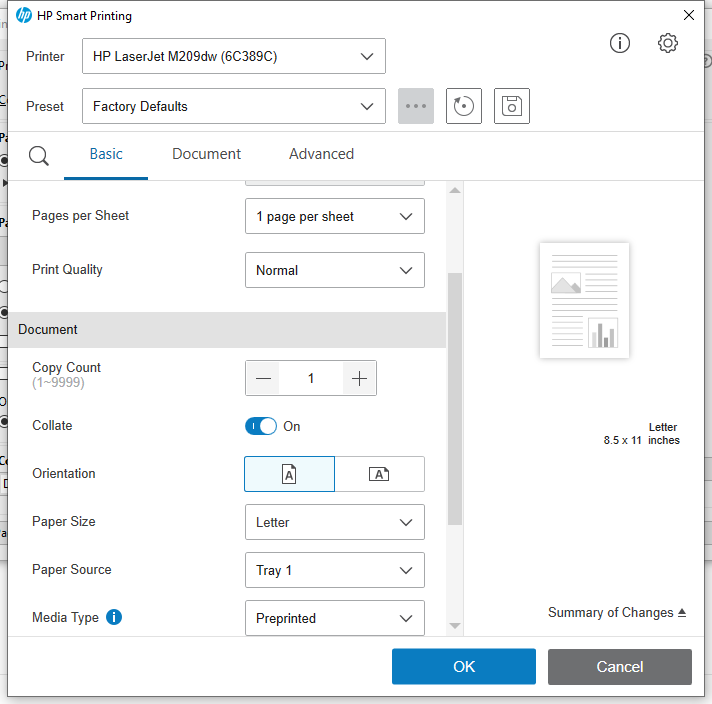 hp HP Smart Printing
Printer HP LaserJet M209dw (6C389C)
Preset Factory Defaults
Basic Document Advanced
Pages per Sheet 1 page per sheet
Print Quality Normal
Document
Copy Count
(1~9999)
1
Collate On
Orientation A A
Paper Size Letter
Paper Source Tray 1
Media Type Preprinted
Letter
8.5 x 11 inches
Summary of Changes
OK Cancel